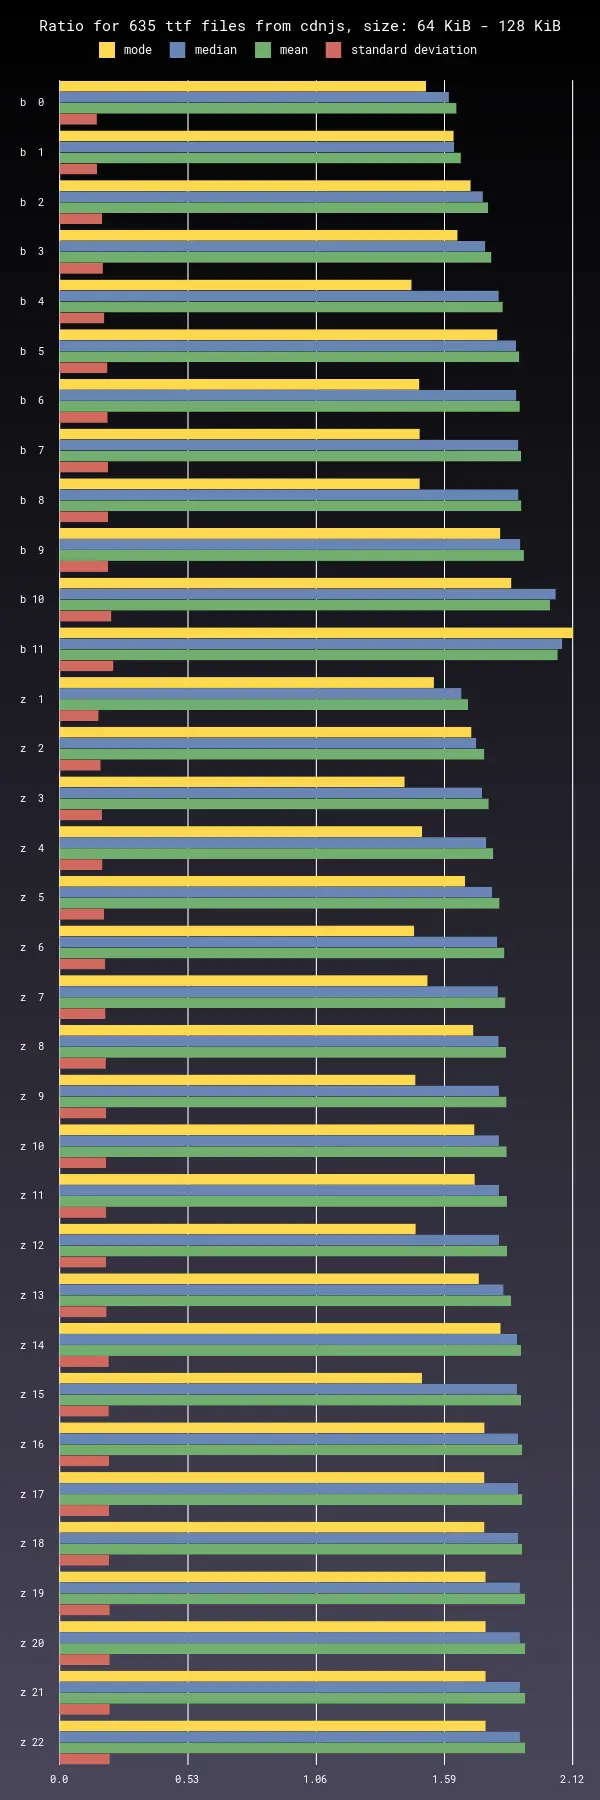 Ratio for 635 ttf files from cdnjs, size: 64 KiB - 128 KiB
mode median mean standard deviation
b 0
b 1
b 2
b 3
b 4
b 5
b 6
b 7
b 8
b 9
b 10
b 11
z 1
z 2
z 3
z 4
z 5
z 6
z 7
z 8
z 9
z 10
z 11
z 12
z 13
z 14
z 15
z 16
z 17
z 18
z 19
z 20
z 21
z 22
0.0 0.53 1.06 1.59 2.12